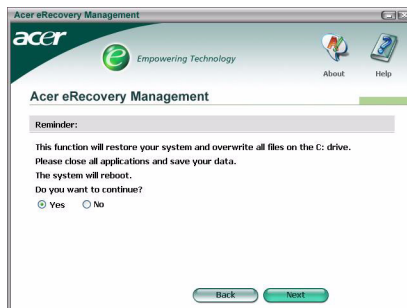 Acer eRecovery Management
acer
e Empowering Technology
About
Help
Acer eRecovery Management
Reminder:
This function will restore your system and overwrite all files on the C: drive.
Please close all applications and save your data.
The system will reboot.
Do you want to continue?
Yes No
Back Next